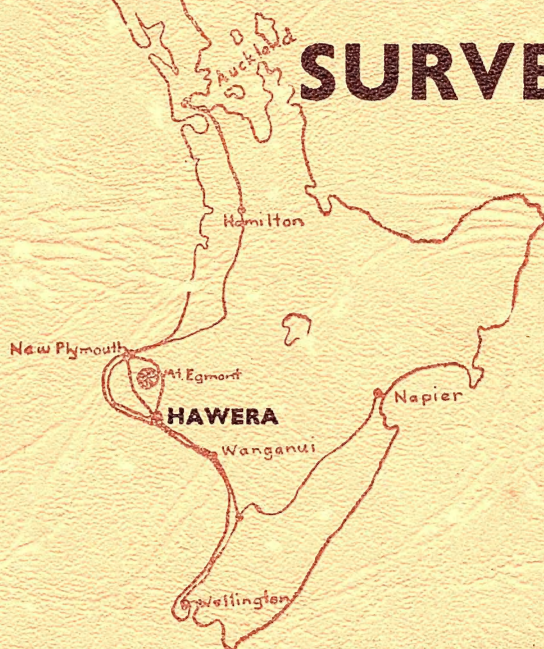 Auckland
SURVE
Hamilton
New Plymouth
Mt. Egmont
HAWERA
Napier
Wanganui
Wellington